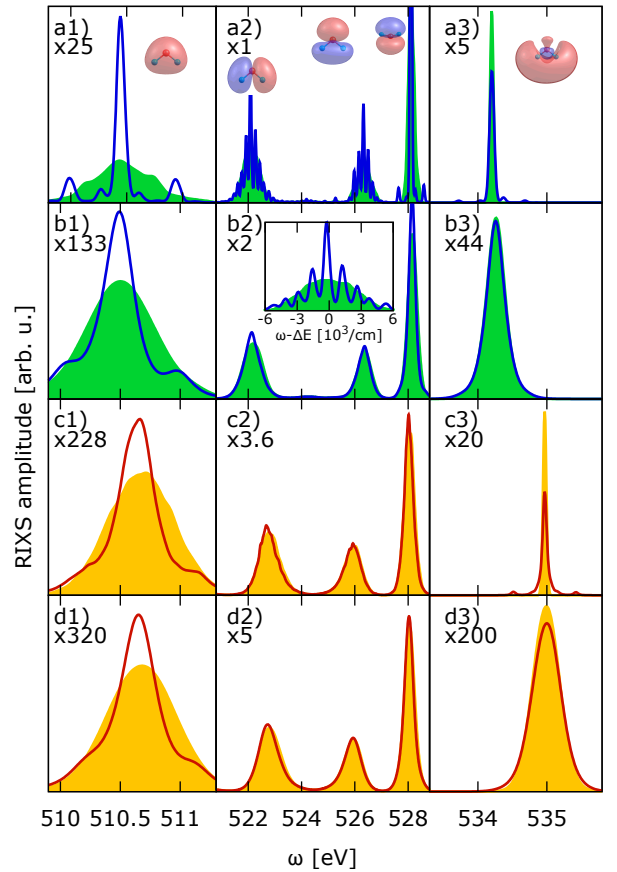 a1)
x25
a2)
x1
a3)
x5
b1)
x133
b2)
x2
b3)
x44
-6 -3 0 3 6
ω-ΔE [10³/cm]
c1)
x228
c2)
x3.6
c3)
x20
d1)
x320
d2)
x5
d3)
x200
RIXS amplitude [arb. u.]
510 510.5 511 522 524 526 528 534 535
ω [eV]